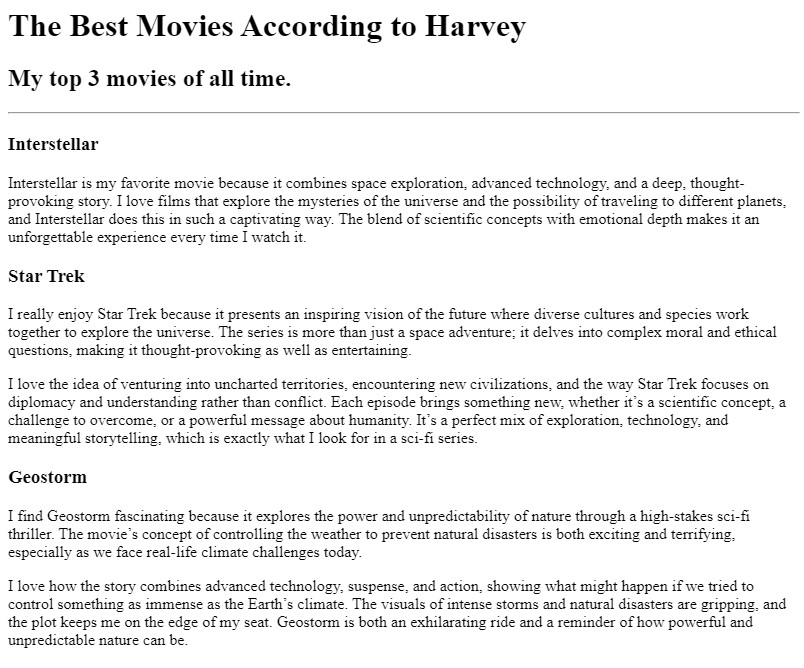 The Best Movies According to Harvey
My top 3 movies of all time.
Interstellar
Interstellar is my favorite movie because it combines space exploration, advanced technology, and a deep, thought-
provoking story. I love films that explore the mysteries of the universe and the possibility of traveling to different planets,
and Interstellar does this in such a captivating way. The blend of scientific concepts with emotional depth makes it an
unforgettable experience every time I watch it.
Star Trek
I really enjoy Star Trek because it presents an inspiring vision of the future where diverse cultures and species work
together to explore the universe. The series is more than just a space adventure; it delves into complex moral and ethical
questions, making it thought-provoking as well as entertaining.
I love the idea of venturing into uncharted territories, encountering new civilizations, and the way Star Trek focuses on
diplomacy and understanding rather than conflict. Each episode brings something new, whether it’s a scientific concept, a
challenge to overcome, or a powerful message about humanity. It’s a perfect mix of exploration, technology, and
meaningful storytelling, which is exactly what I look for in a sci-fi series.
Geostorm
I find Geostorm fascinating because it explores the power and unpredictability of nature through a high-stakes sci-fi
thriller. The movie’s concept of controlling the weather to prevent natural disasters is both exciting and terrifying,
especially as we face real-life climate challenges today.
I love how the story combines advanced technology, suspense, and action, showing what might happen if we tried to
control something as immense as the Earth’s climate. The visuals of intense storms and natural disasters are gripping, and
the plot keeps me on the edge of my seat. Geostorm is both an exhilarating ride and a reminder of how powerful and
unpredictable nature can be.